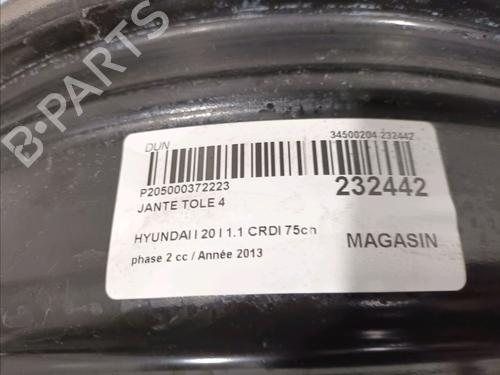 B-PARTS
DUN
34500204-232442
P205000372223
232442
JANTE TOLE 4
HYUNDAI I 20 I 1.1 CRDI 75ch
MAGASIN
phase 2 cc / Année 2013